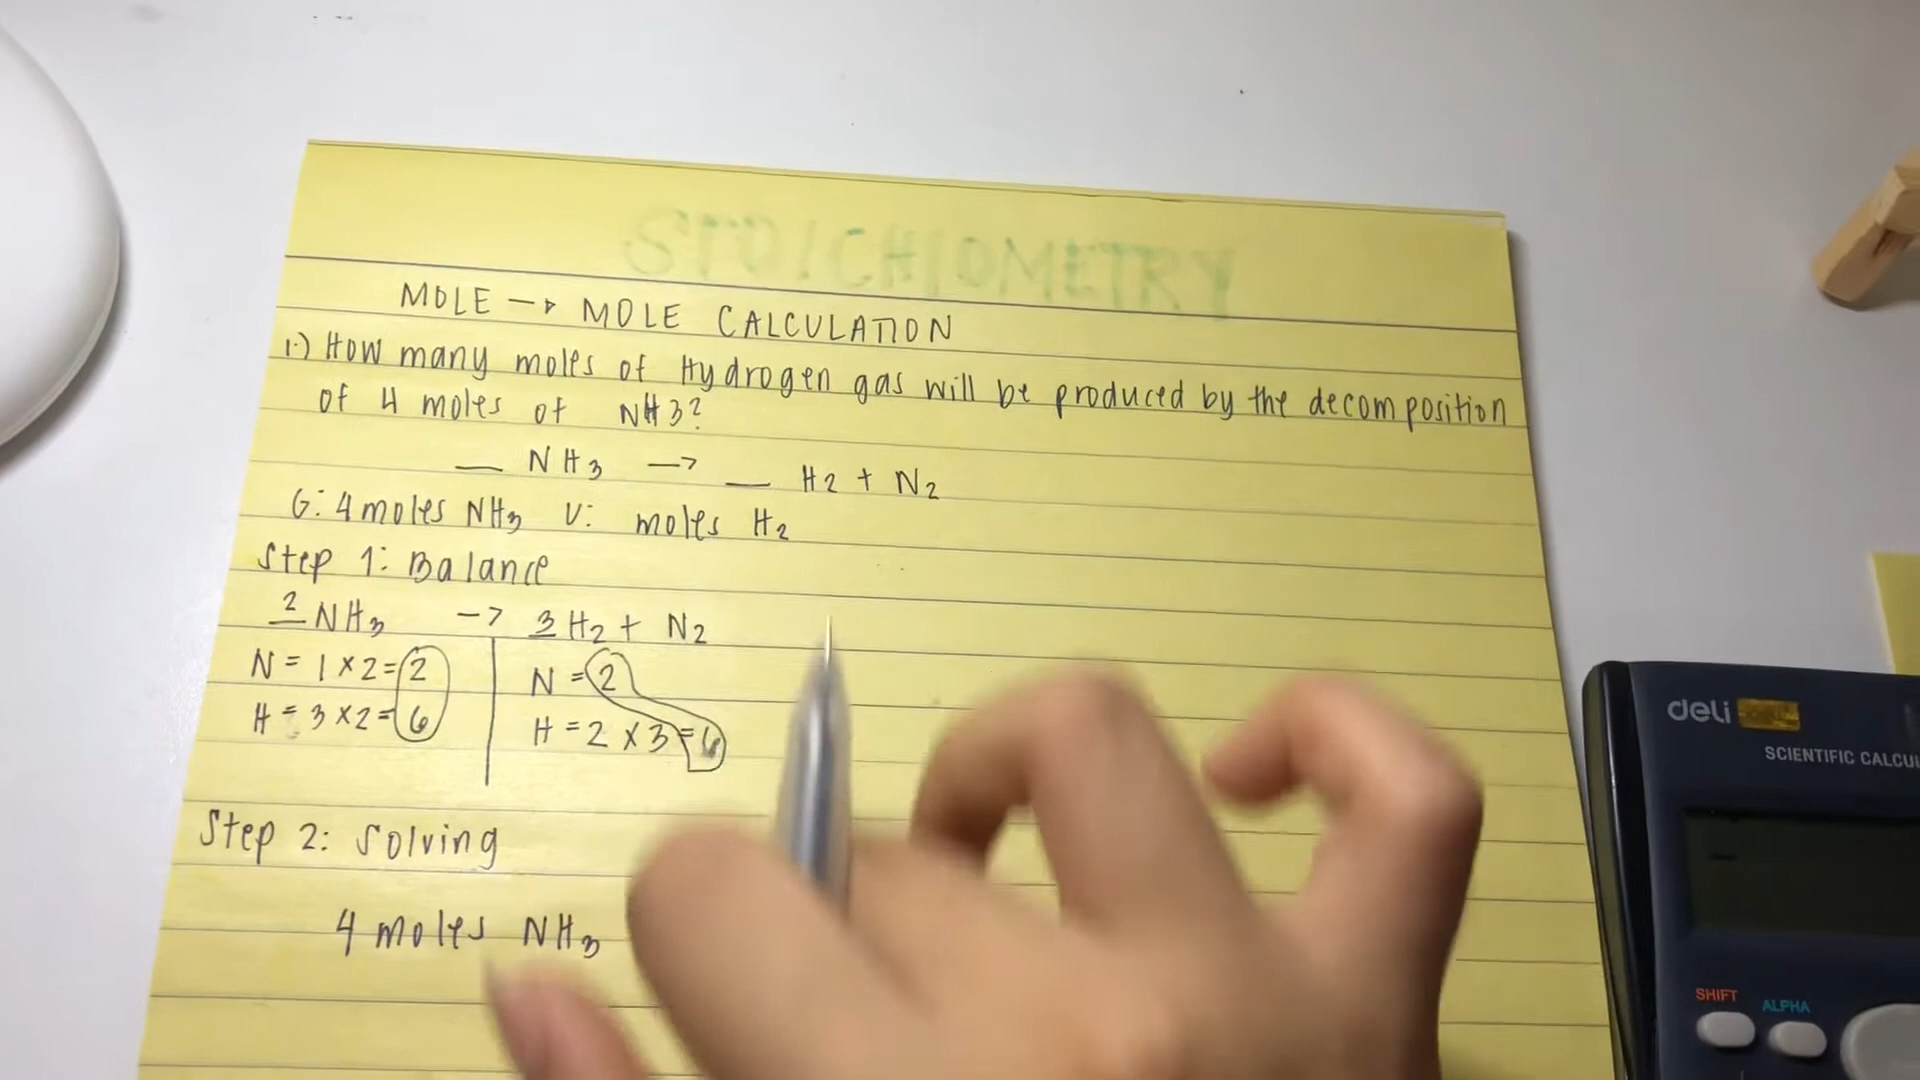 STOICHIOMETRY
MOLE → MOLE CALCULATION
1.) How many moles of Hydrogen gas will be produced by the decomposition
of 4 moles of NH3?
__ NH3 → __ H2 + N2
G: 4 moles NH3 U: moles H2
Step 1: Balance
2 NH3 → 3 H2 + N2
N = 1 x 2 = 2 N = 2
H = 3 x 2 = 6 H = 2 x 3 = 6
Step 2: Solving
4 moles NH3
deli
SHIFT ALPHA